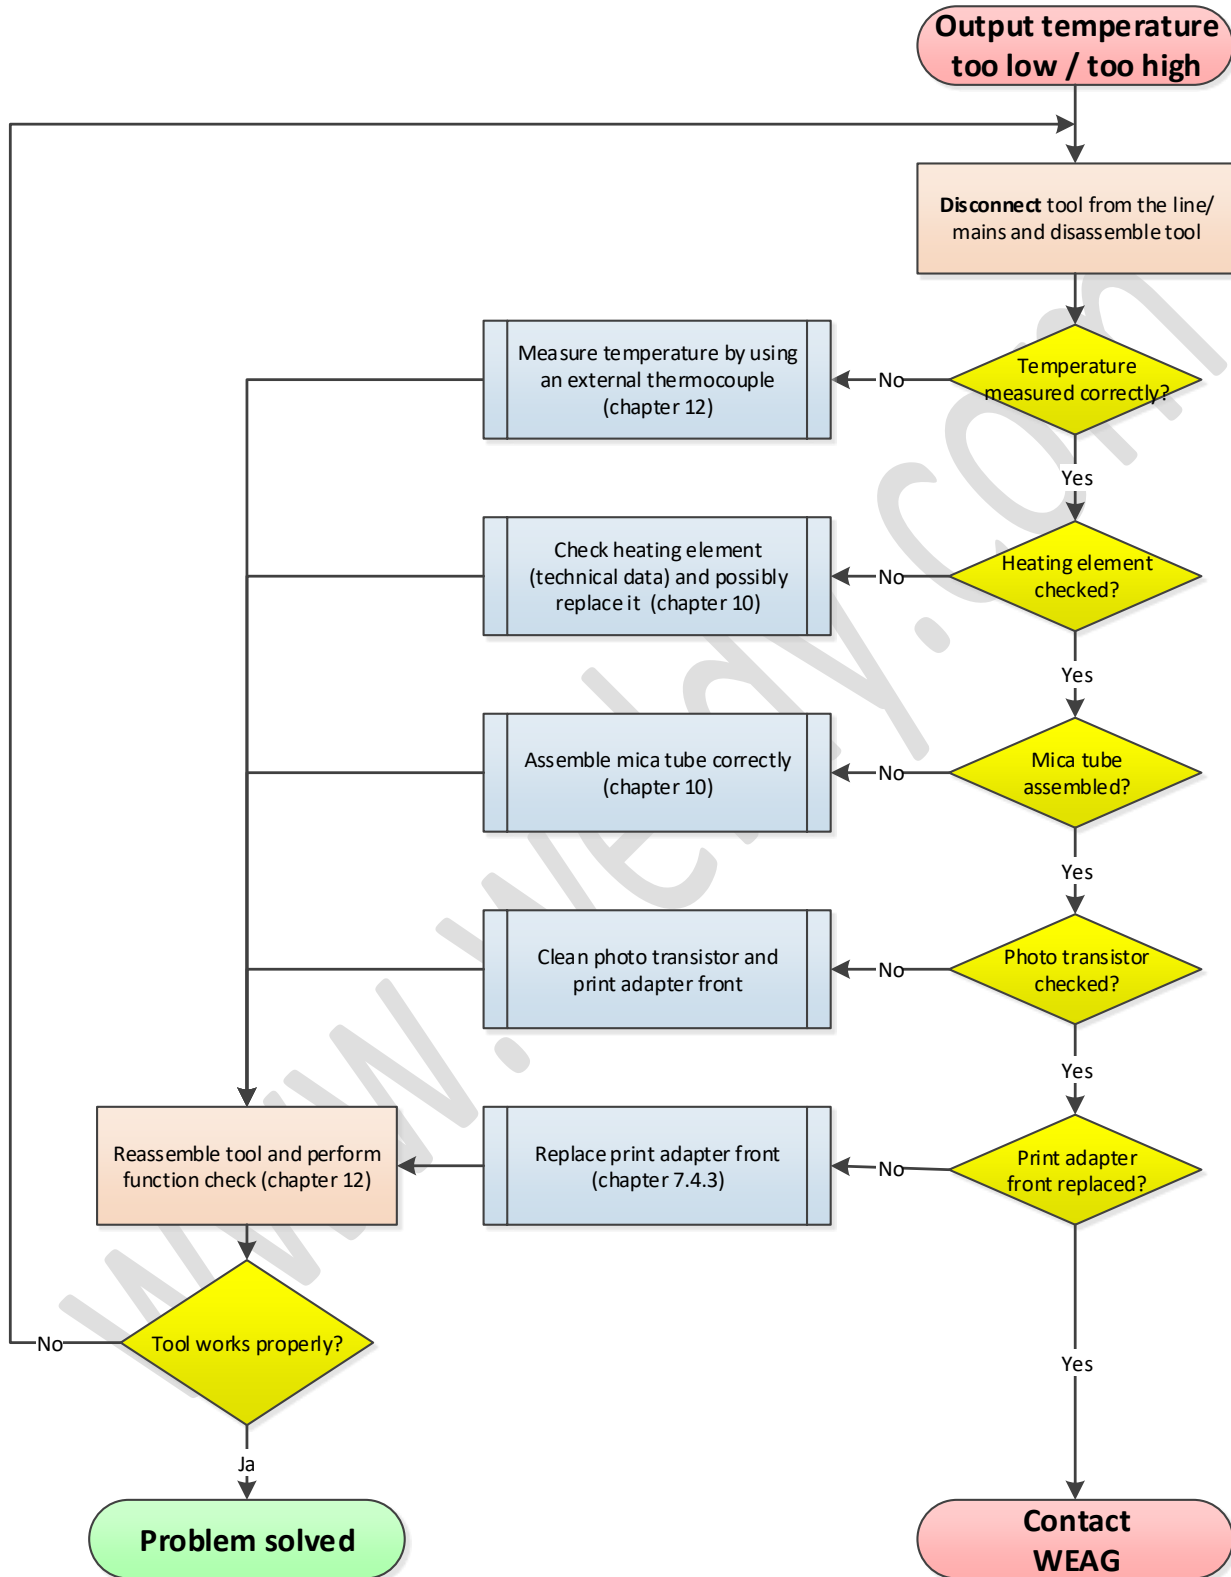 Output temperature
too low / too high
Disconnect tool from the line/
mains and disassemble tool
Measure temperature by using
an external thermocouple
(chapter 12)
No
Temperature
measured correctly?
Yes
Check heating element
(technical data) and possibly
replace it (chapter 10)
No
Heating element
checked?
Yes
Assemble mica tube correctly
(chapter 10)
No
Mica tube
assembled?
Yes
Clean photo transistor and
print adapter front
No
Photo transistor
checked?
Yes
Reassemble tool and perform
function check (chapter 12)
Replace print adapter front
(chapter 7.4.3)
No
Print adapter
front replaced?
No
Tool works properly?
Yes
Ja
Problem solved
Contact
WEAG
www.weldy.com